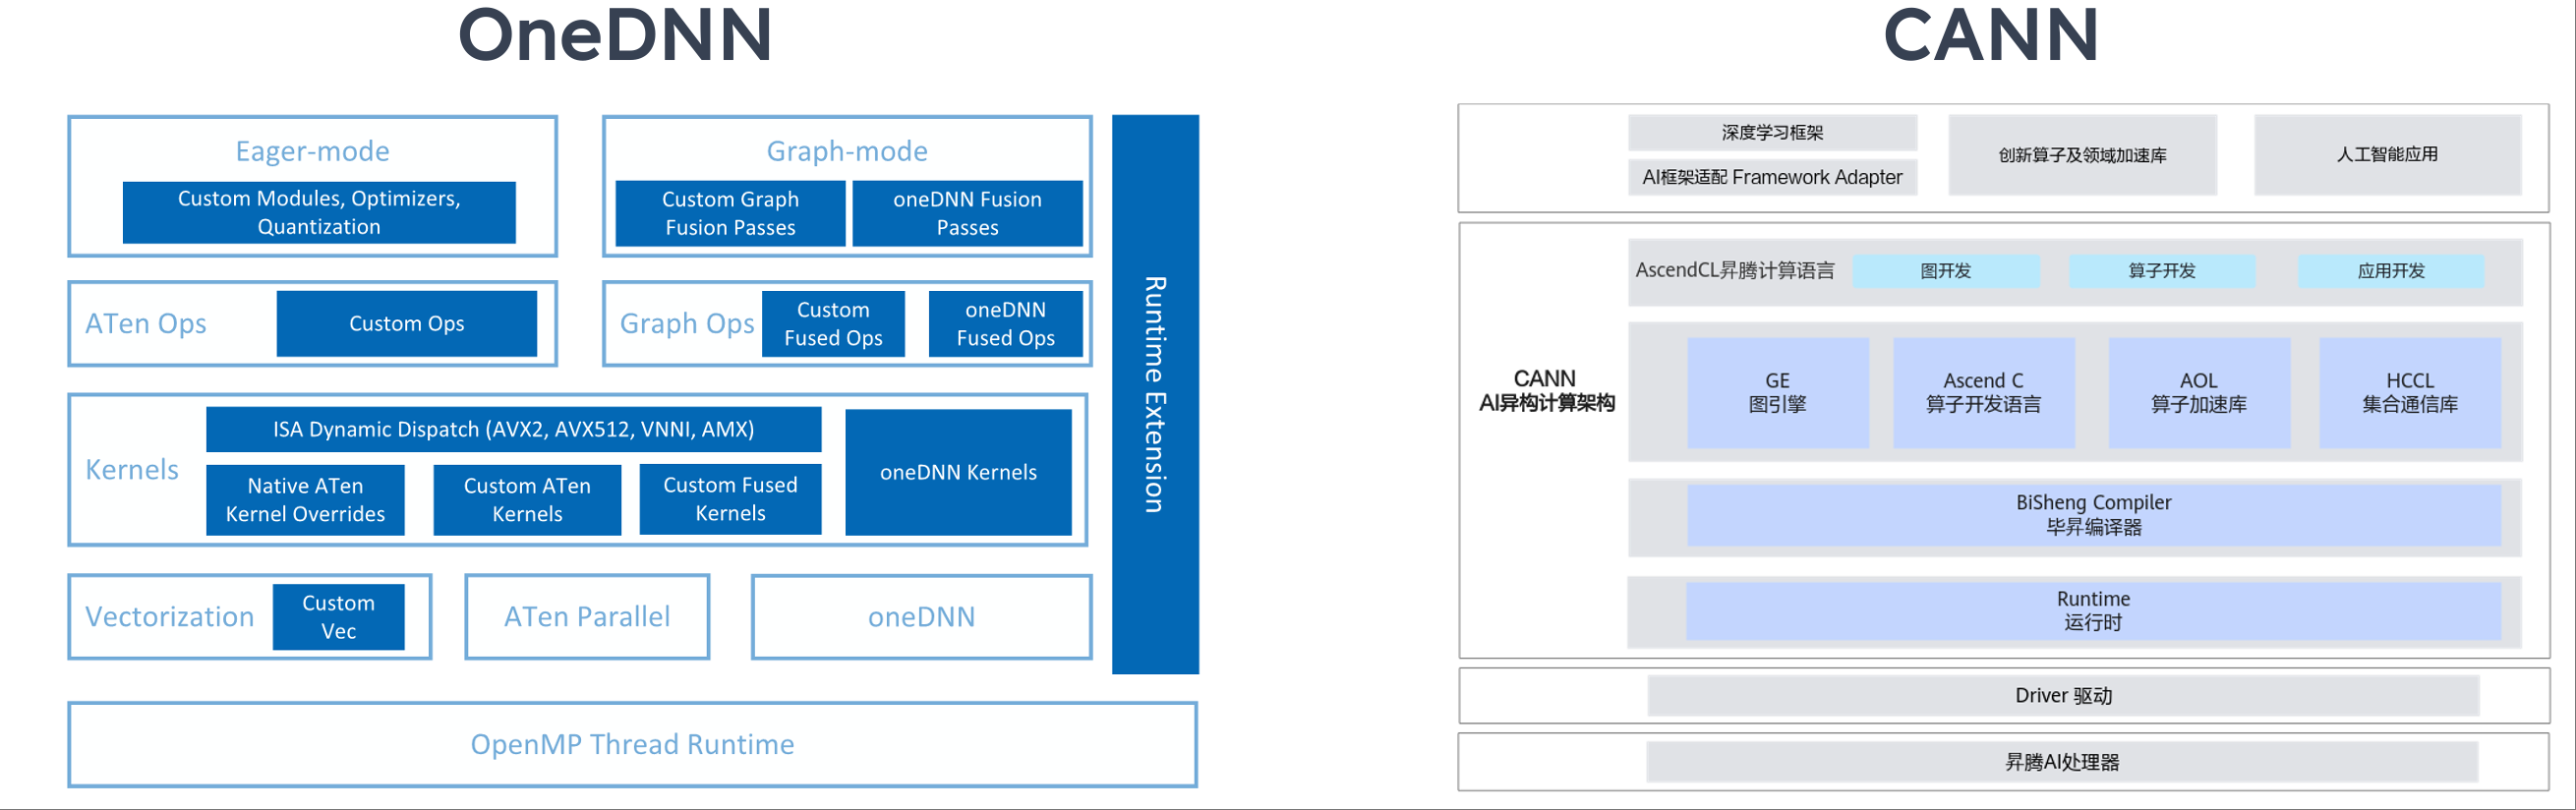 OneDNN
Eager-mode
Custom Modules, Optimizers,
Quantization
Graph-mode
Custom Graph
Fusion Passes
oneDNN Fusion
Passes
ATen Ops
Custom Ops
Graph Ops
Custom
Fused Ops
oneDNN
Fused Ops
Kernels
ISA Dynamic Dispatch (AVX2, AVX512, VNNI, AMX)
Native ATen
Kernel Overrides
Custom ATen
Kernels
Custom Fused
Kernels
oneDNN Kernels
Vectorization
Custom
Vec
ATen Parallel
oneDNN
Runtime Extension
OpenMP Thread Runtime
CANN
深度学习框架
AI框架适配 Framework Adapter
创新算子及领域加速库
人工智能应用
CANN
AI异构计算架构
AscendCL昇腾计算语言
图开发
算子开发
应用开发
GE
图引擎
Ascend C
算子开发语言
AOL
算子加速库
HCCL
集合通信库
BiSheng Compiler
毕昇编译器
Runtime
运行时
Driver 驱动
昇腾AI处理器